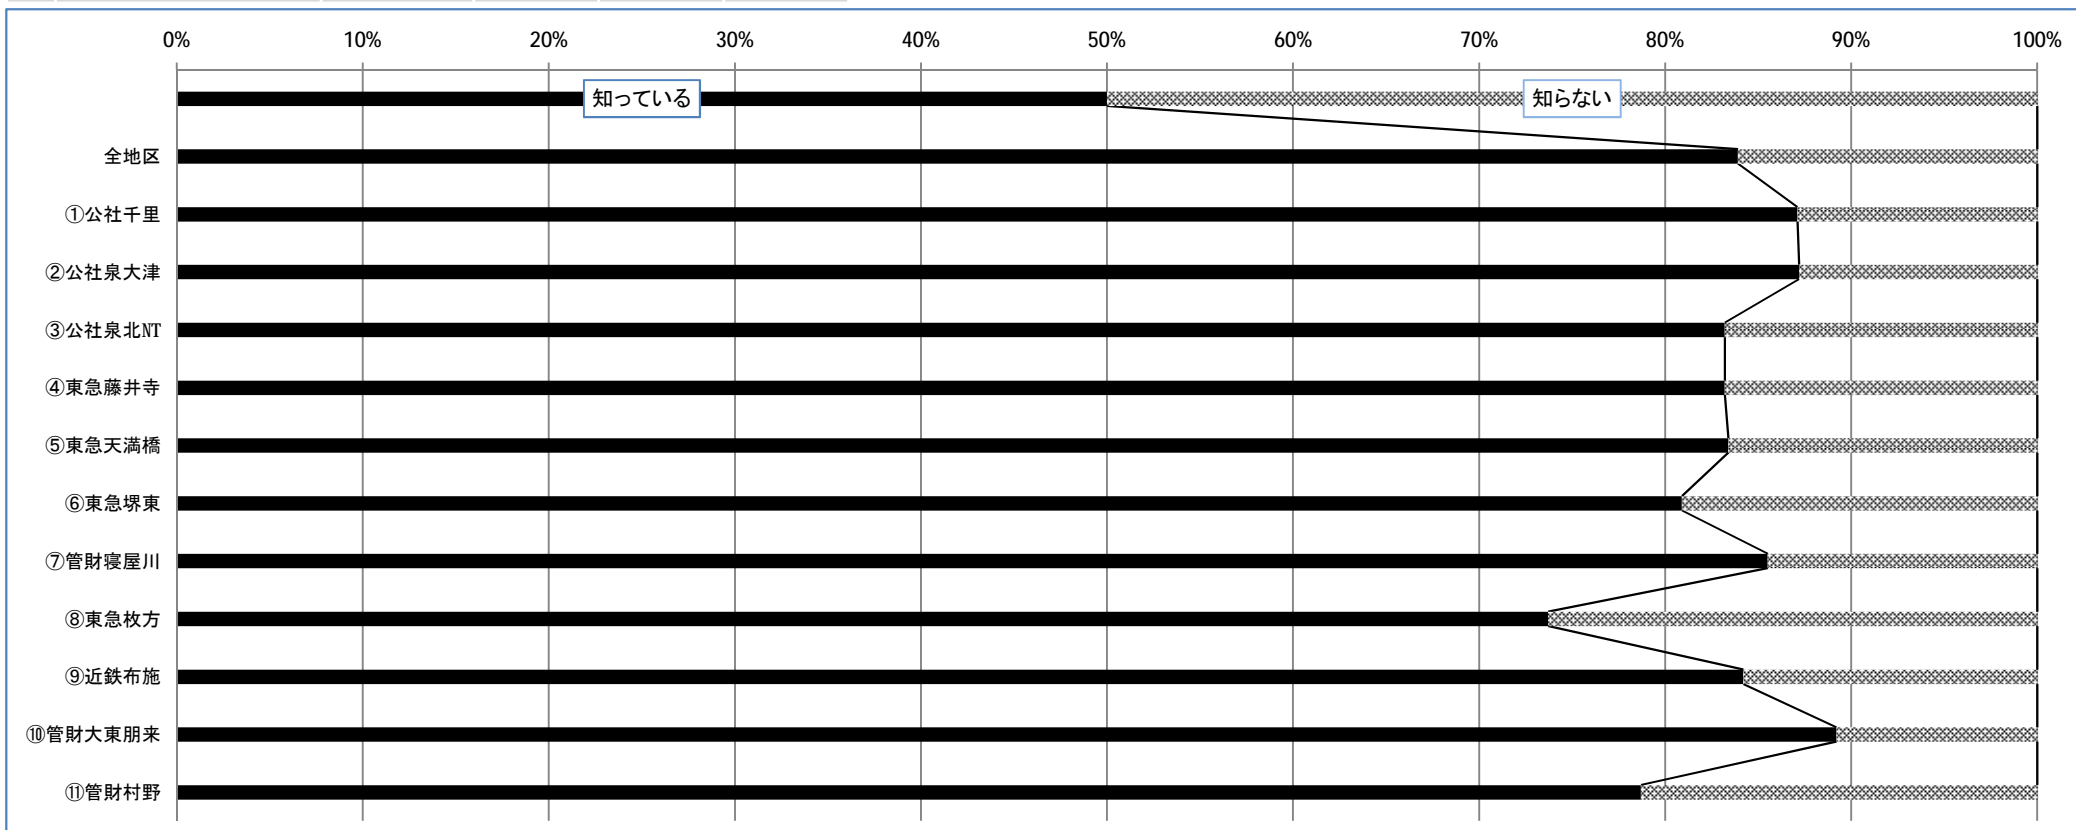 0% 10% 20% 30% 40% 50% 60% 70% 80% 90% 100%
知っている 知らない
全地区
①公社千里
②公社泉大津
③公社泉北NT
④東急藤井寺
⑤東急天満橋
⑥東急堺東
⑦管財寝屋川
⑧東急枚方
⑨近鉄布施
⑩管財大東朋来
⑪管財村野